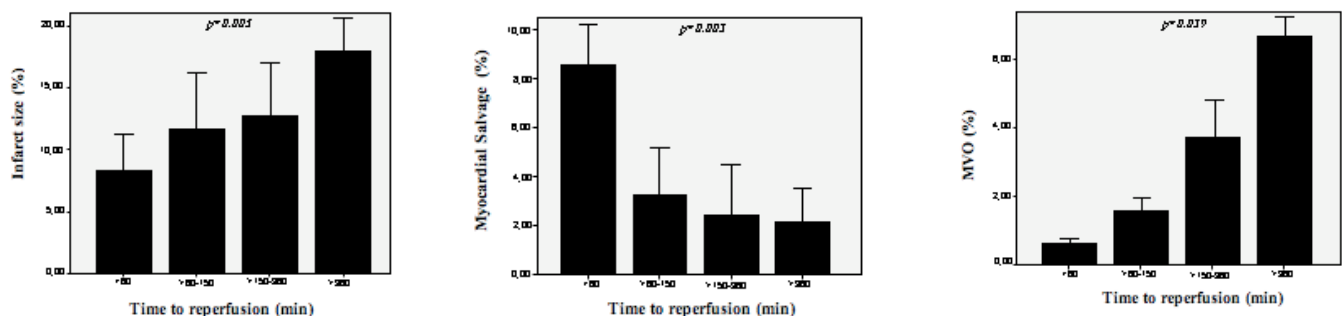 p=0.005
20,00
15,00
10,00
5,00
0,00
Infarct size (%)
Time to reperfusion (min)
p=0.003
10,00
8,00
6,00
4,00
2,00
0,00
Myocardial Salvage (%)
Time to reperfusion (min)
p=0.039
6,00
4,00
2,00
0,00
MVO (%)
Time to reperfusion (min)